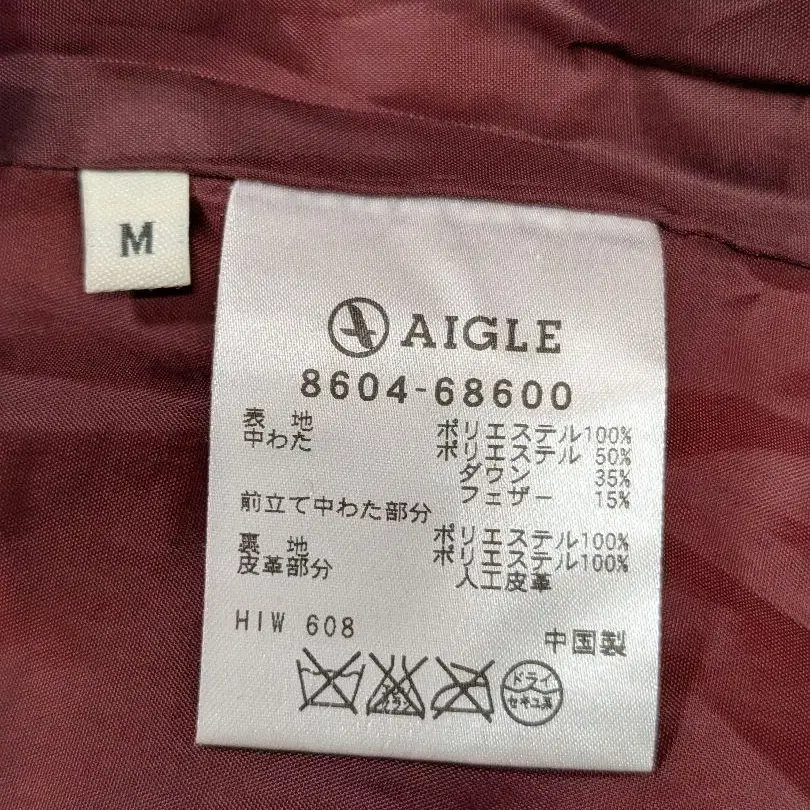 M
AIGLE
8604-68600
表 地 ポリエステル100%
中わた ポリエステル 50%
ダウン 35%
フェザー 15%
前立て中わた部分 ポリエステル100%
裏 地 ポリエステル100%
皮革部分 人工皮革
HIW 608
中国製
ドライ
セキユ系